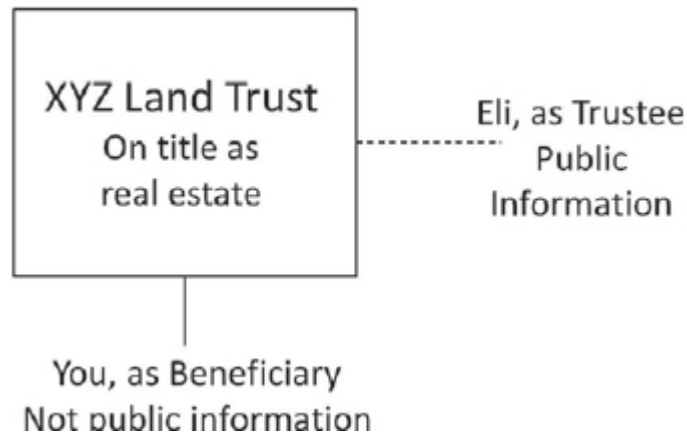 XYZ Land Trust
On title as
real estate
Eli, as Trustee
Public
Information
You, as Beneficiary
Not public information